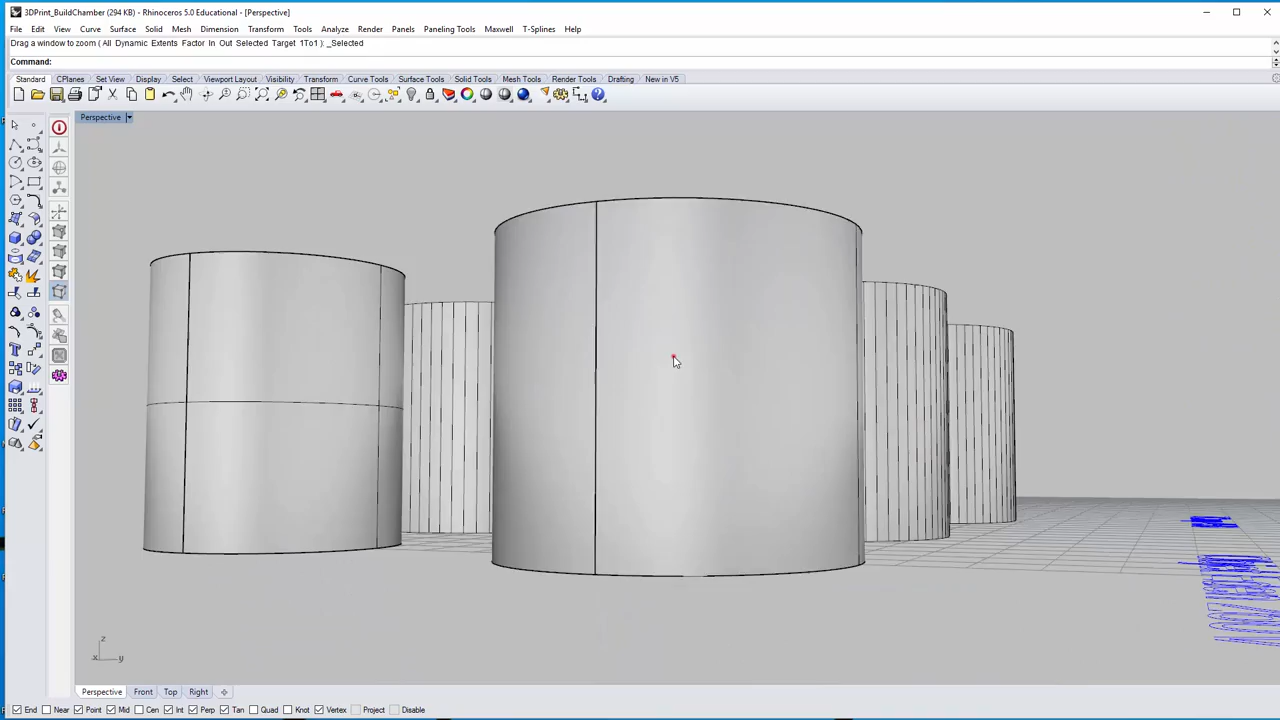 3DPrint_BuildChamber (294 KB) - Rhinoceros 5.0 Educational - [Perspective]
File Edit View Curve Surface Solid Mesh Dimension Transform Tools Analyze Render Panels Paneling Tools Maxwell T-Splines Help
Drag a window to zoom ( All Dynamic Extents Factor In Out Selected Target 1To1 ): _Selected
Command:
Standard CPlanes Set View Display Select Viewport Layout Visibility Transform Curve Tools Surface Tools Solid Tools Mesh Tools Render Tools Drafting New in V5
Perspective
z
x y
Perspective Front Top Right
End Near Point Mid Cen Int Perp Tan Quad Knot Vertex Project Disable